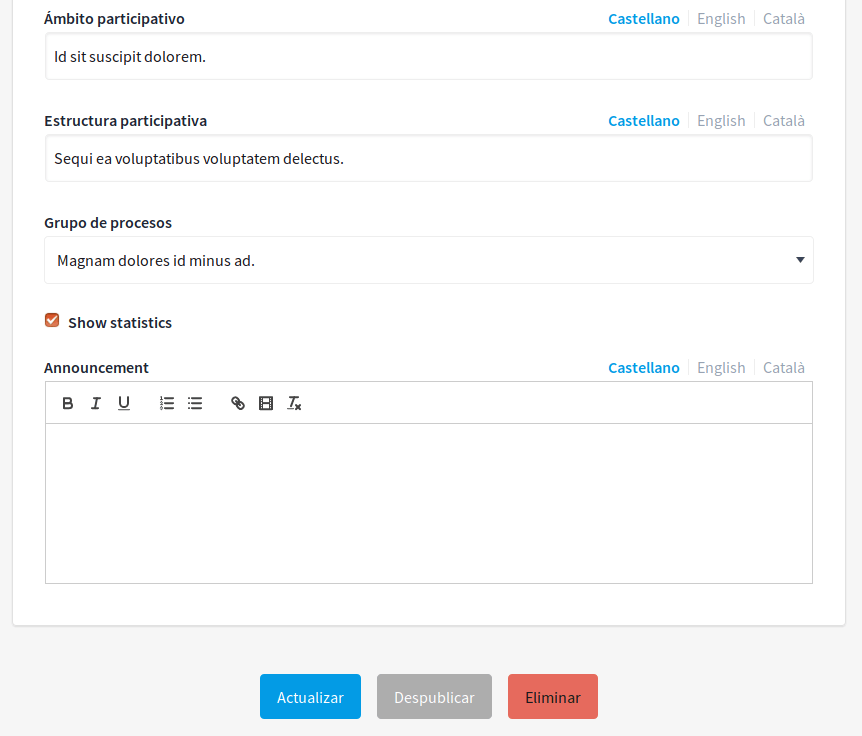 Ámbito participativo Castellano English Català
Id sit suscipit dolorem.
Estructura participativa Castellano English Català
Sequi ea voluptatibus voluptatem delectus.
Grupo de procesos
Magnam dolores id minus ad.
Show statistics
Announcement Castellano English Català
Actualizar Despublicar Eliminar